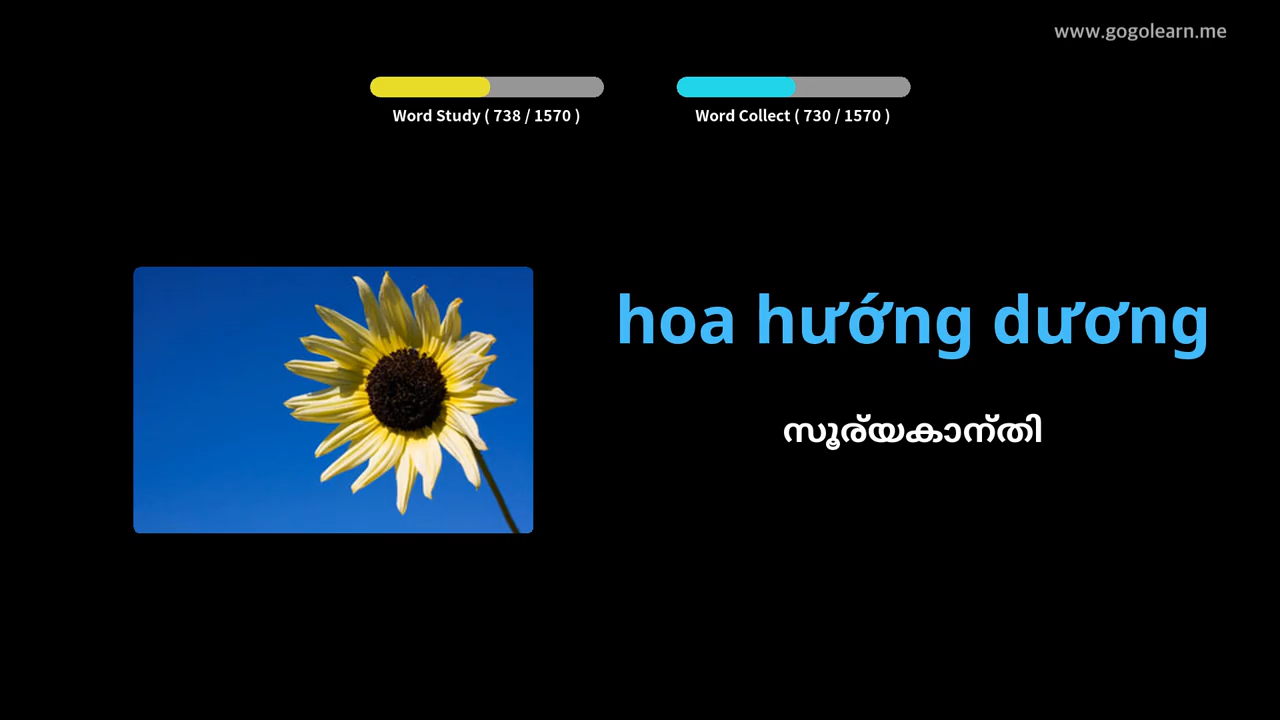 www.gogolearn.me
Word Study ( 738 / 1570 )
Word Collect ( 730 / 1570 )
hoa hướng dương
സൂര്യകാന്തി